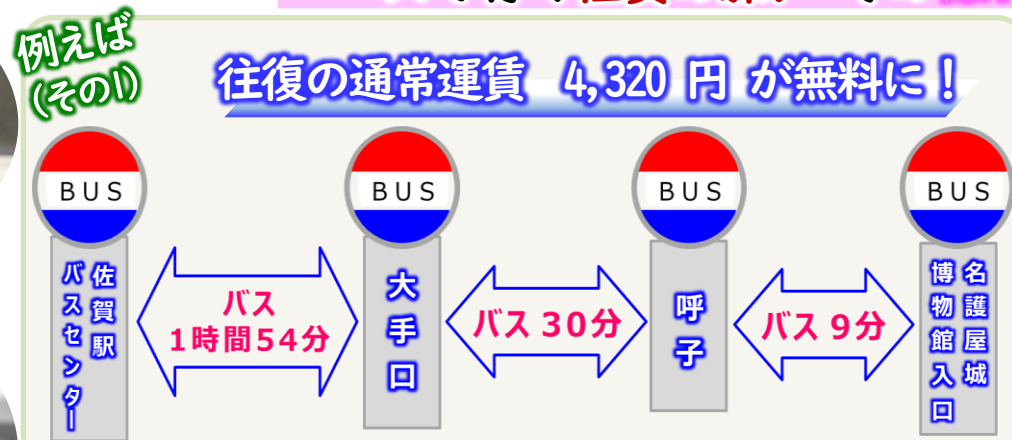 例えば
(その1)
往復の通常運賃 4,320 円 が無料に!
BUS
BUS
BUS
BUS
佐賀駅
バスセンター
バス
1時間54分
大手口
バス 30分
呼子
バス 9分
名護屋城
博物館入口